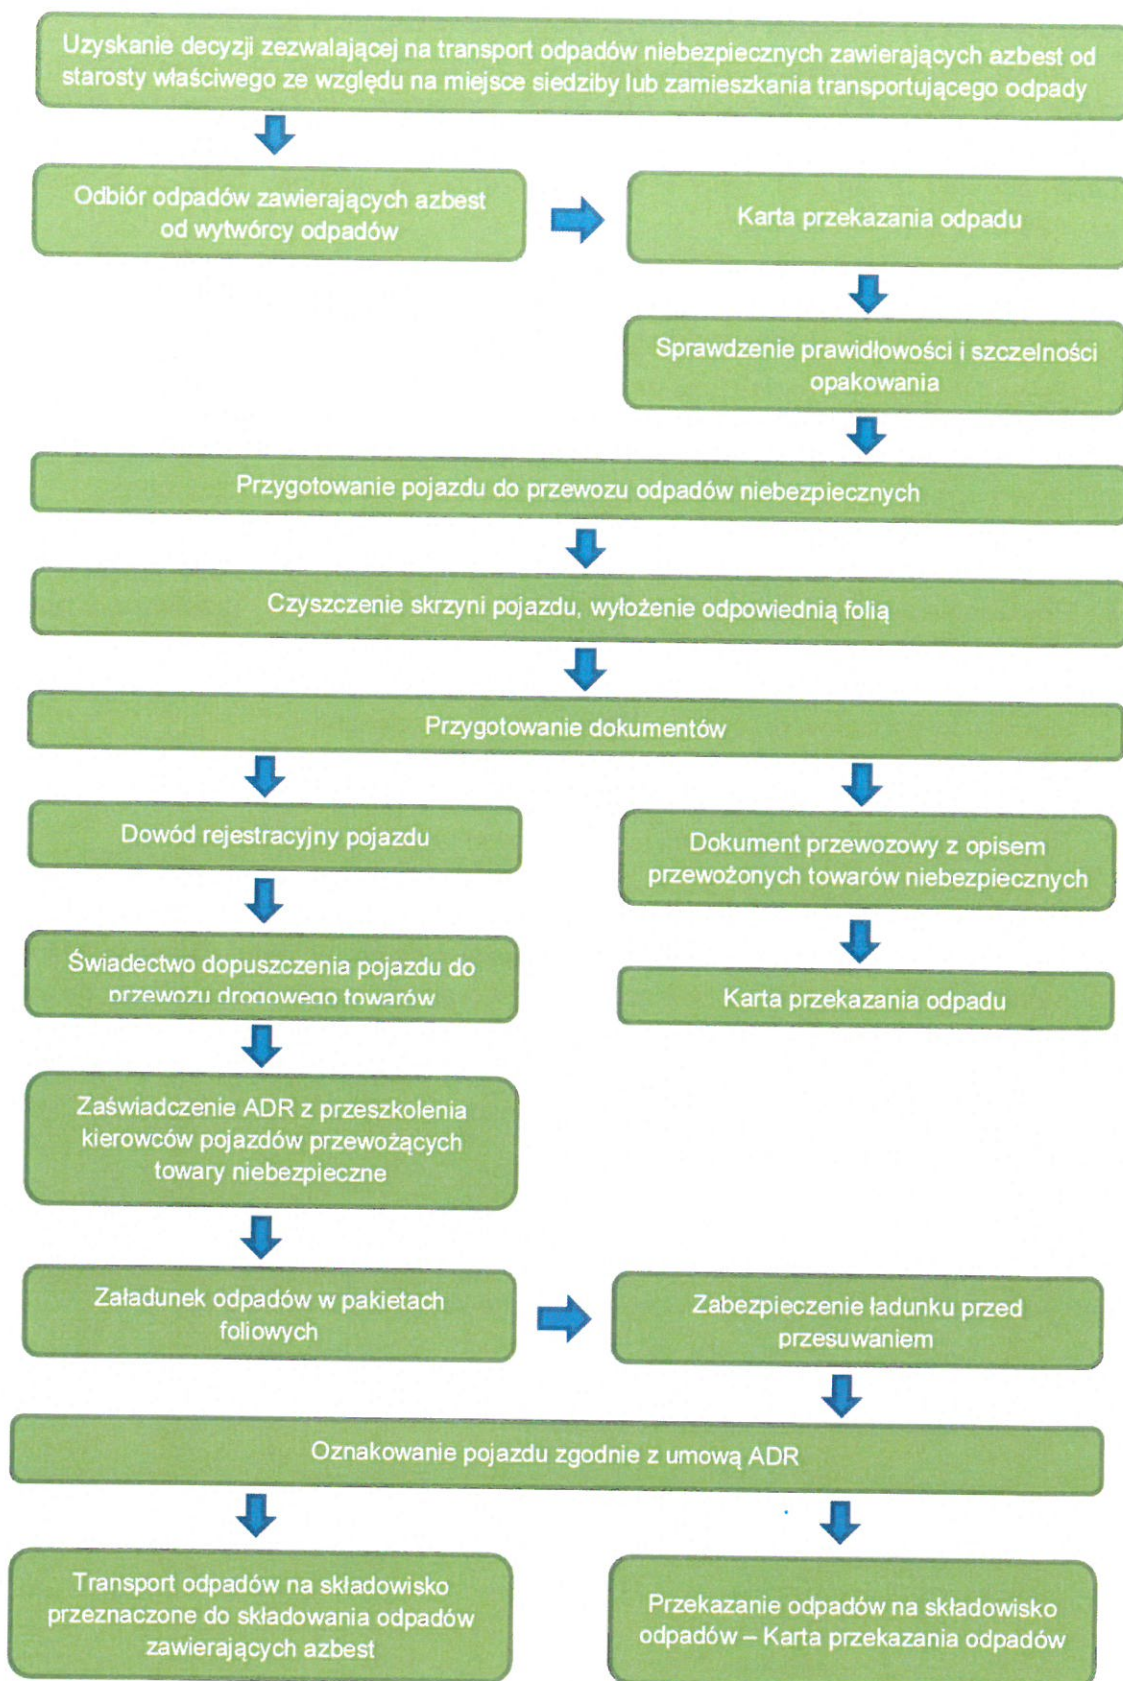 Uzyskanie decyzji zezwalającej na transport odpadów niebezpiecznych zawierających azbest od
starosty właściwego ze względu na miejsce siedziby lub zamieszkania transportującego odpady
Odbiór odpadów zawierających azbest
od wytwórcy odpadów
Karta przekazania odpadu
Sprawdzenie prawidłowości i szczelności
opakowania
Przygotowanie pojazdu do przewozu odpadów niebezpiecznych
Czyszczenie skrzyni pojazdu, wyłożenie odpowiednią folią
Przygotowanie dokumentów
Dowód rejestracyjny pojazdu
Świadectwo dopuszczenia pojazdu do
przewozu drogowego towarów
Zaświadczenie ADR z przeszkolenia
kierowców pojazdów przewożących
towary niebezpieczne
Dokument przewozowy z opisem
przewożonych towarów niebezpiecznych
Karta przekazania odpadu
Załadunek odpadów w pakietach
foliowych
Zabezpieczenie ładunku przed
przesuwaniem
Oznakowanie pojazdu zgodnie z umową ADR
Transport odpadów na składowisko
przeznaczone do składowania odpadów
zawierających azbest
Przekazanie odpadów na składowisko
odpadów – Karta przekazania odpadów